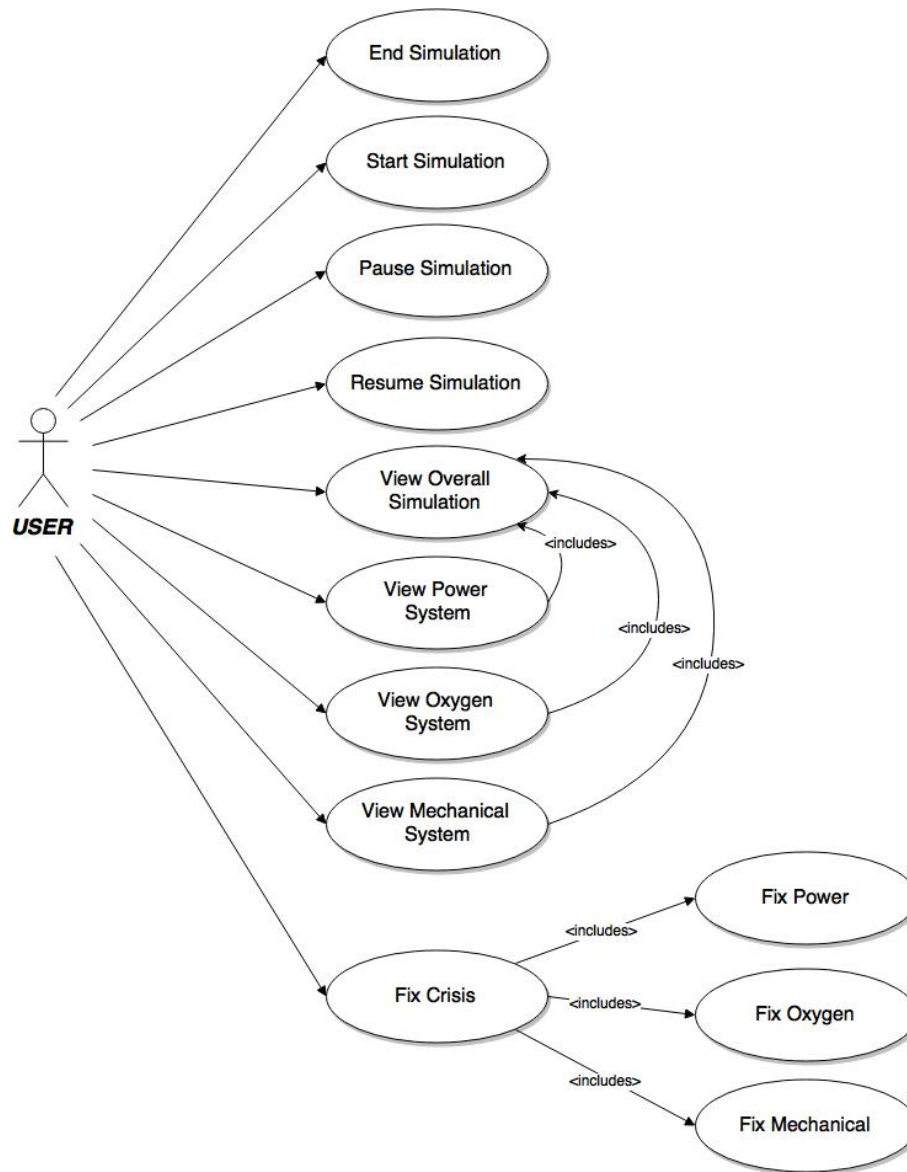 End Simulation
Start Simulation
Pause Simulation
Resume Simulation
USER
View Overall
Simulation
<includes>
View Power
System
<includes>
<includes>
View Oxygen
System
View Mechanical
System
Fix Power
<includes>
Fix Crisis
<includes>
Fix Oxygen
<includes>
Fix Mechanical